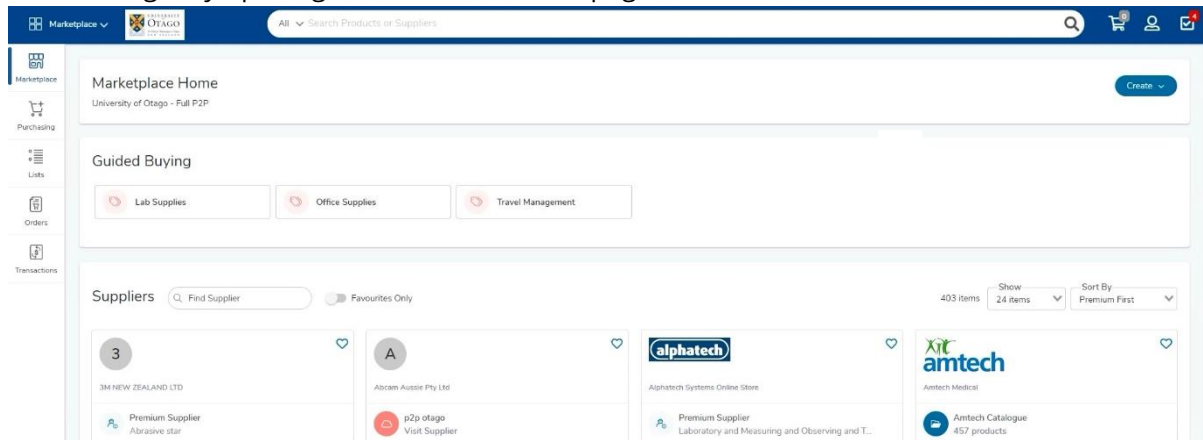 Marketplace
UNIVERSITY
OTAGO
NEW ZEALAND
All
Search Products or Suppliers
0
4
Marketplace
Purchasing
Lists
Orders
Transactions
Marketplace Home
University of Otago - Full P2P
Create
Guided Buying
Lab Supplies
Office Supplies
Travel Management
Suppliers
Find Supplier
Favourites Only
403 items
Show
24 items
Sort By
Premium First
3
3M NEW ZEALAND LTD
Premium Supplier
Abrasive star
A
Abcam Aussie Pty Ltd
p2p otago
Visit Supplier
alphatech
Alphatech Systems Online Store
Premium Supplier
Laboratory and Measuring and Observing and T...
amtech
Amtech Medical
Amtech Catalogue
457 products